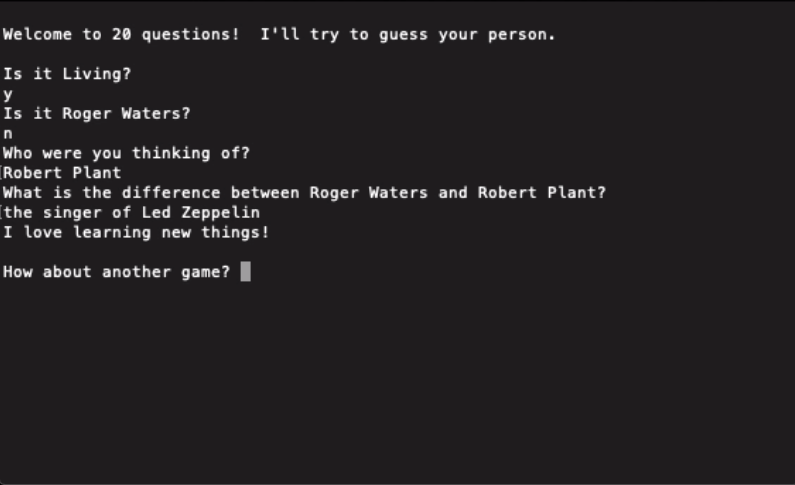 Welcome to 20 questions!  I'll try to guess your person.
Is it Living?
y
Is it Roger Waters?
n
Who were you thinking of?
[Robert Plant
What is the difference between Roger Waters and Robert Plant?
[the singer of Led Zeppelin
I love learning new things!
How about another game?